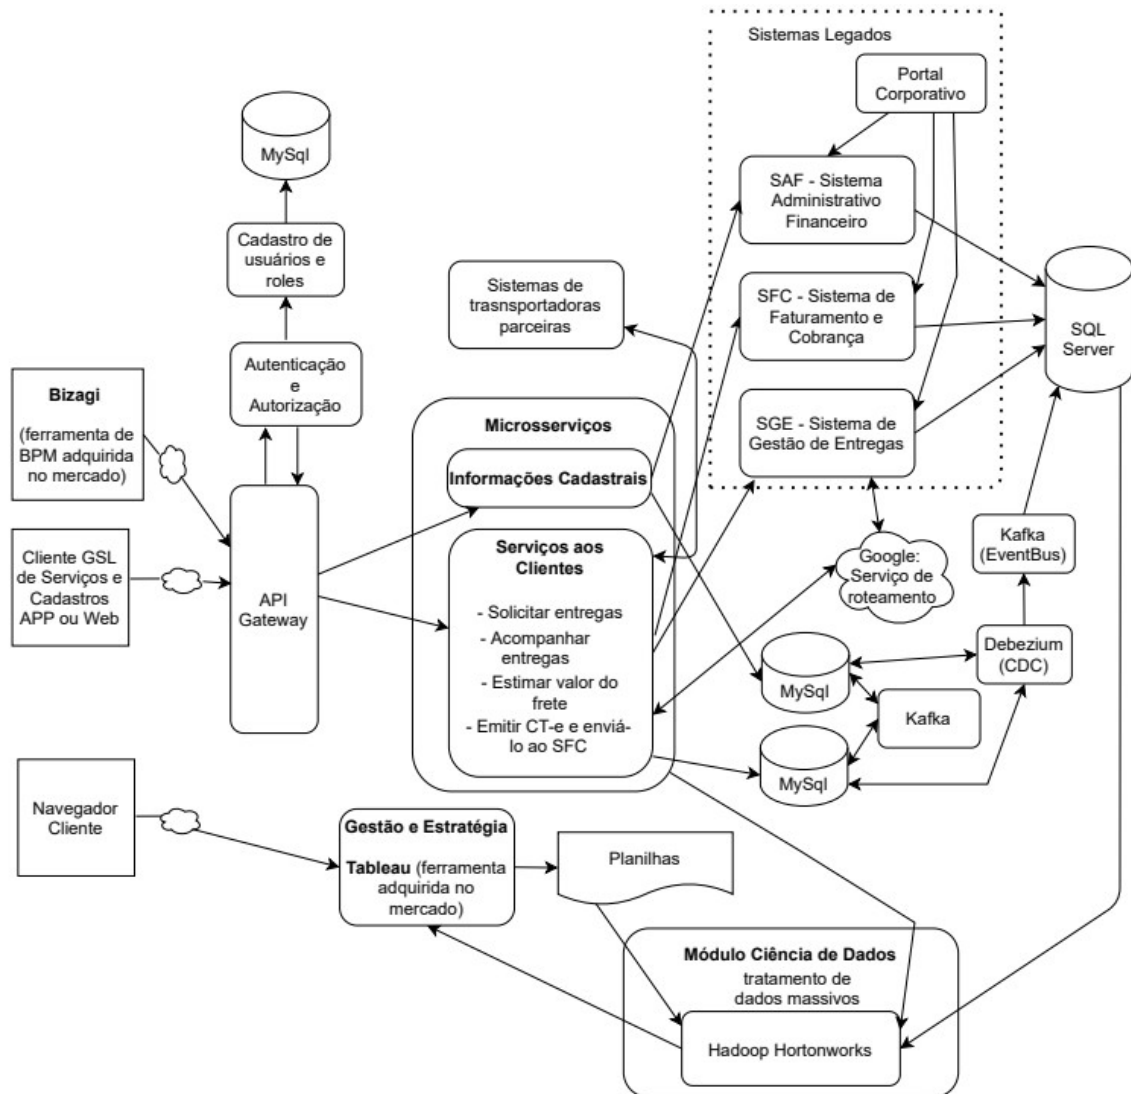 Sistemas Legados
Portal
Corporativo
MySql
SAF - Sistema
Administrativo
Financeiro
Cadastro de
usuários e
roles
Sistemas de
trasnsportadoras
parceiras
SFC - Sistema de
Faturamento e
Cobrança
SQL
Server
Autenticação
e
Autorização
Bizagi
(ferramenta de
BPM adquirida
no mercado)
Microsserviços
SGE - Sistema de
Gestão de Entregas
Informações Cadastrais
Cliente GSL
de Serviços e
Cadastros
APP ou Web
API
Gateway
Serviços aos
Clientes
- Solicitar entregas
- Acompanhar
entregas
- Estimar valor do
frete
- Emitir CT-e e enviá-
lo ao SFC
Google:
Serviço de
roteamento
Kafka
(EventBus)
Debezium
(CDC)
MySql
Kafka
MySql
Navegador
Cliente
Gestão e Estratégia
Tableau (ferramenta
adquirida no
mercado)
Planilhas
Módulo Ciência de Dados
tratamento de
dados massivos
Hadoop Hortonworks